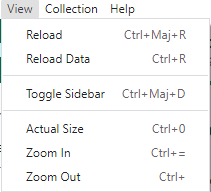 View Collection Help
Reload Ctrl+Maj+R
Reload Data Ctrl+R
Toggle Sidebar Ctrl+Maj+D
Actual Size Ctrl+0
Zoom In Ctrl+=
Zoom Out Ctrl+